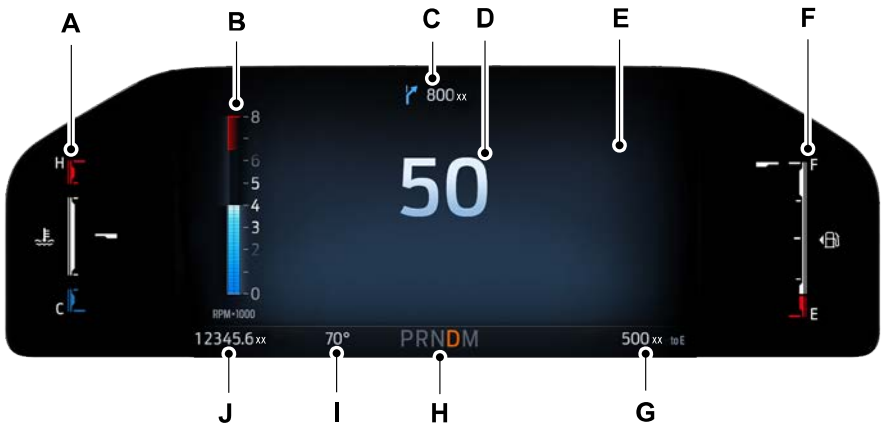 A B C D E F
800 xx
8
H 6 F
5
50
4
3
2
C 0 E
RPM×1000
12345.6 xx 70° PRNDM 500 xx to E
J I H G